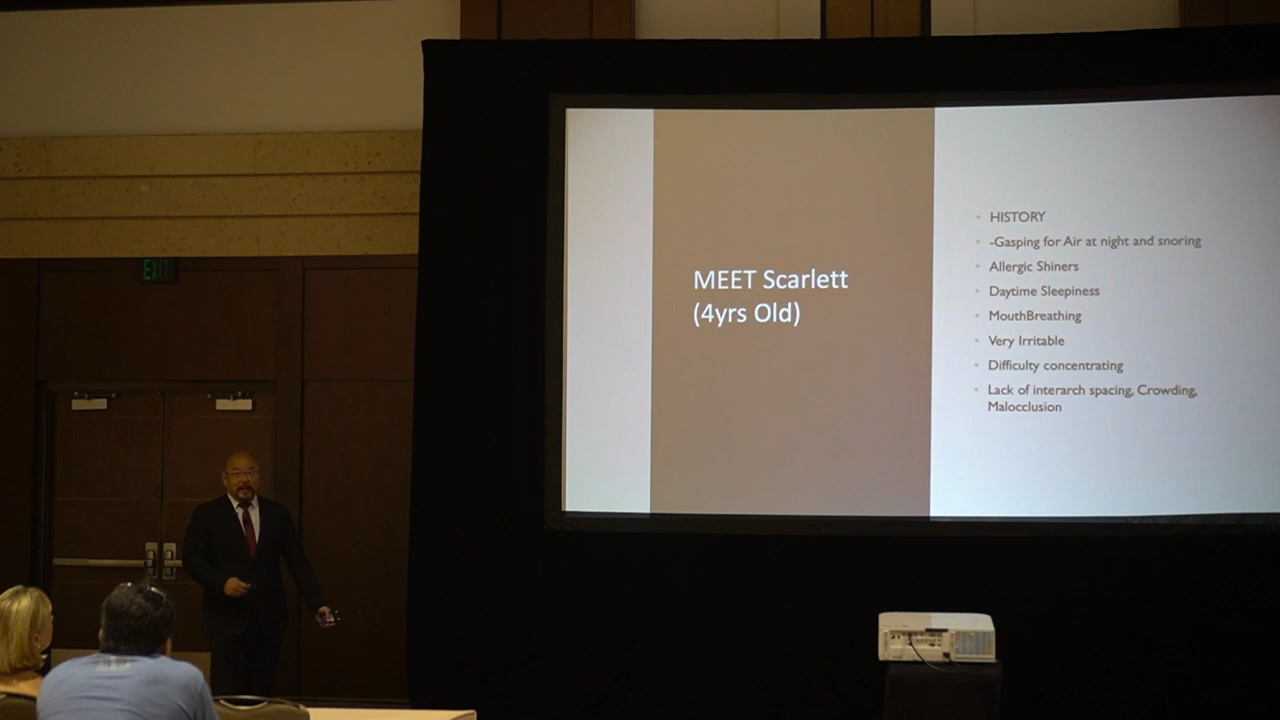 EXIT
MEET Scarlett
(4yrs Old)
HISTORY
-Gasping for Air at night and snoring
Allergic Shiners
Daytime Sleepiness
MouthBreathing
Very Irritable
Difficulty concentrating
Lack of interarch spacing, Crowding,
Malocclusion